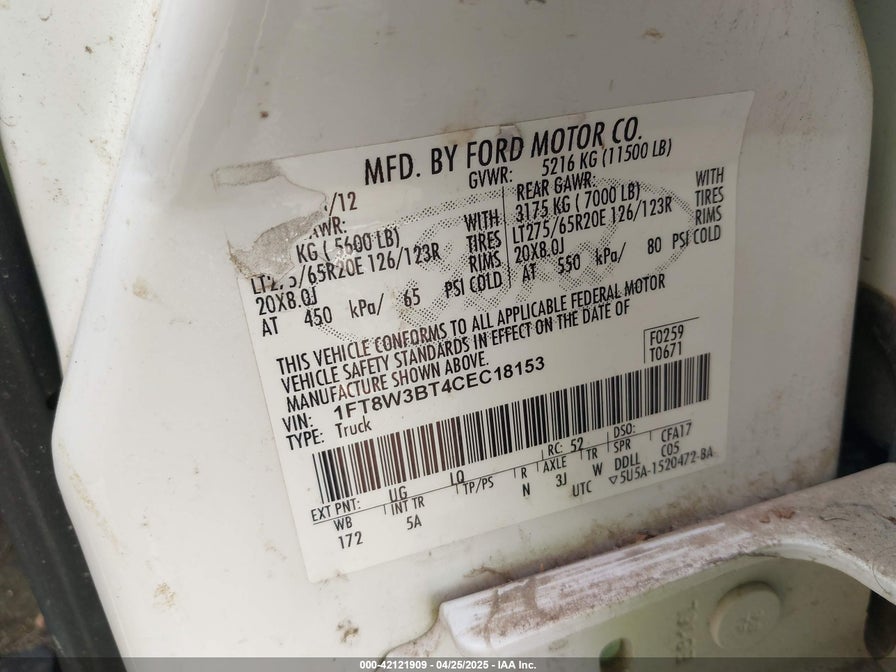 MFD. BY FORD MOTOR CO.
/12
GVWR: 5216 KG (11500 LB)
AWR: REAR GAWR:
KG ( 5600 LB) WITH 3175 KG ( 7000 LB) WITH
/65R20E 126/123R TIRES LT275/65R20E 126/123R TIRES
20X8.0J RIMS 20X8.0J RIMS
AT 450 kPa/ 65 PSI COLD AT 550 kPa/ 80 PSI COLD
THIS VEHICLE CONFORMS TO ALL APPLICABLE FEDERAL MOTOR
VEHICLE SAFETY STANDARDS IN EFFECT ON THE DATE OF
MANUFACTURE SHOWN ABOVE.
F0259
T0671
VIN: 1FT8W3BT4CEC18153
TYPE: Truck
EXT PNT: UG LQ RC: 52 DSO:
WB INT TR TP/PS R AXLE TR SPR CFA17
172 5A N 3J W DDLL C05
UTC ▽5U5A-1520472-BA
000-42121909 | 04/25/2025 – IAA Inc.